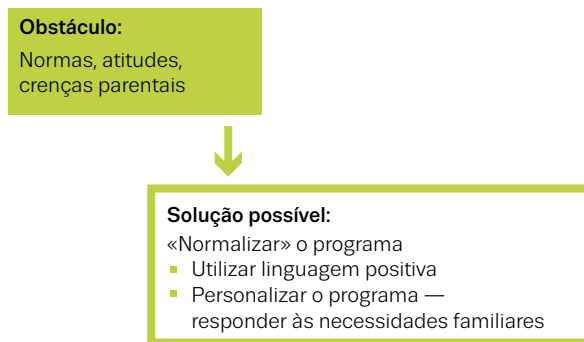 Obstáculo:
Normas, atitudes,
crenças parentais
Solução possível:
«Normalizar» o programa
▪ Utilizar linguagem positiva
▪ Personalizar o programa —
responder às necessidades familiares